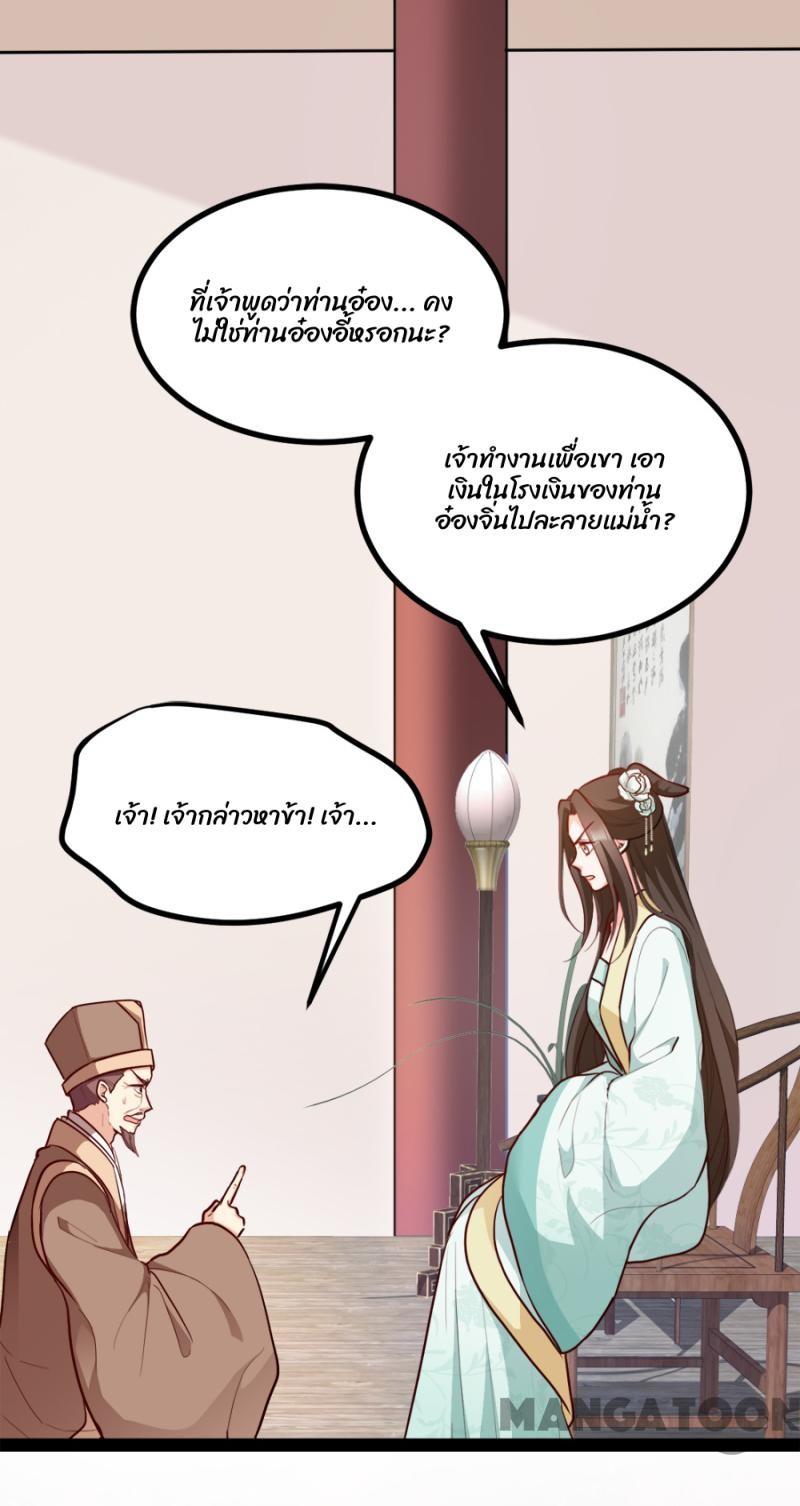 ที่เจ้าพูดว่าท่านอ๋อง... คง
ไม่ใช่ท่านอ๋องอี้หรอกนะ?
เจ้าทำงานเพื่อเขา เอา
เงินในโรงเงินของท่าน
อ๋องจิ่นไปละลายแม่น้ำ?
เจ้า! เจ้ากล่าวหาข้า! เจ้า...
MANGATOON